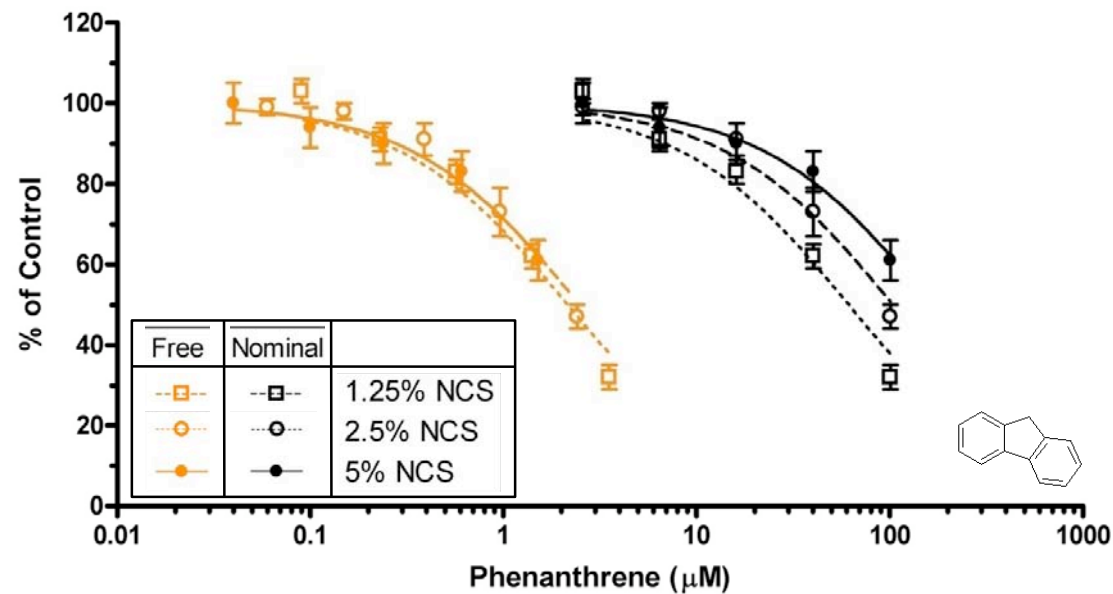 120
100
80
60
40
20
0
% of Control
Free Nominal
1.25% NCS
2.5% NCS
5% NCS
0.01 0.1 1 10 100 1000
Phenanthrene (μM)